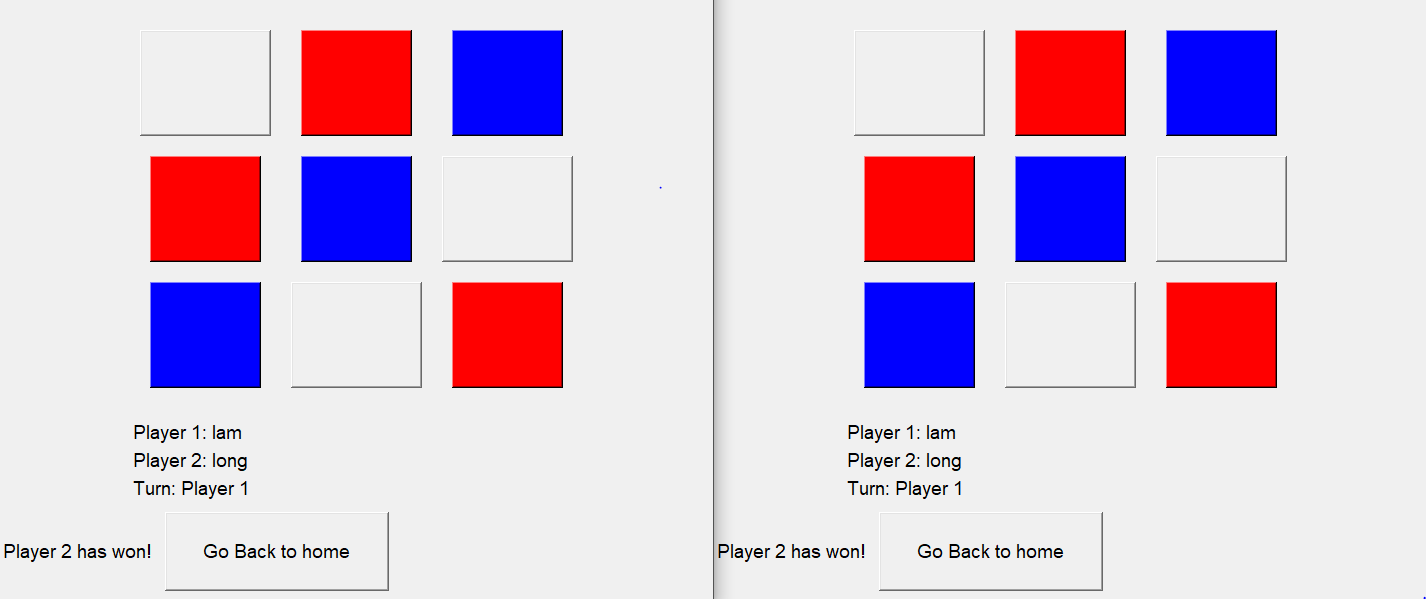 Player 1: lam
Player 2: long
Turn: Player 1
Player 2 has won!
Go Back to home
Player 1: lam
Player 2: long
Turn: Player 1
Player 2 has won!
Go Back to home